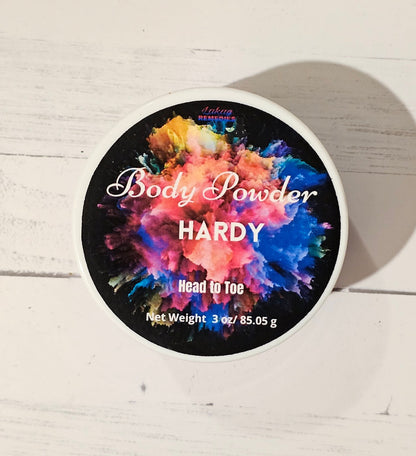 REMEDIES
Body Powder
HARDY
Head to Toe
Net Weight 3 oz/ 85.05 g